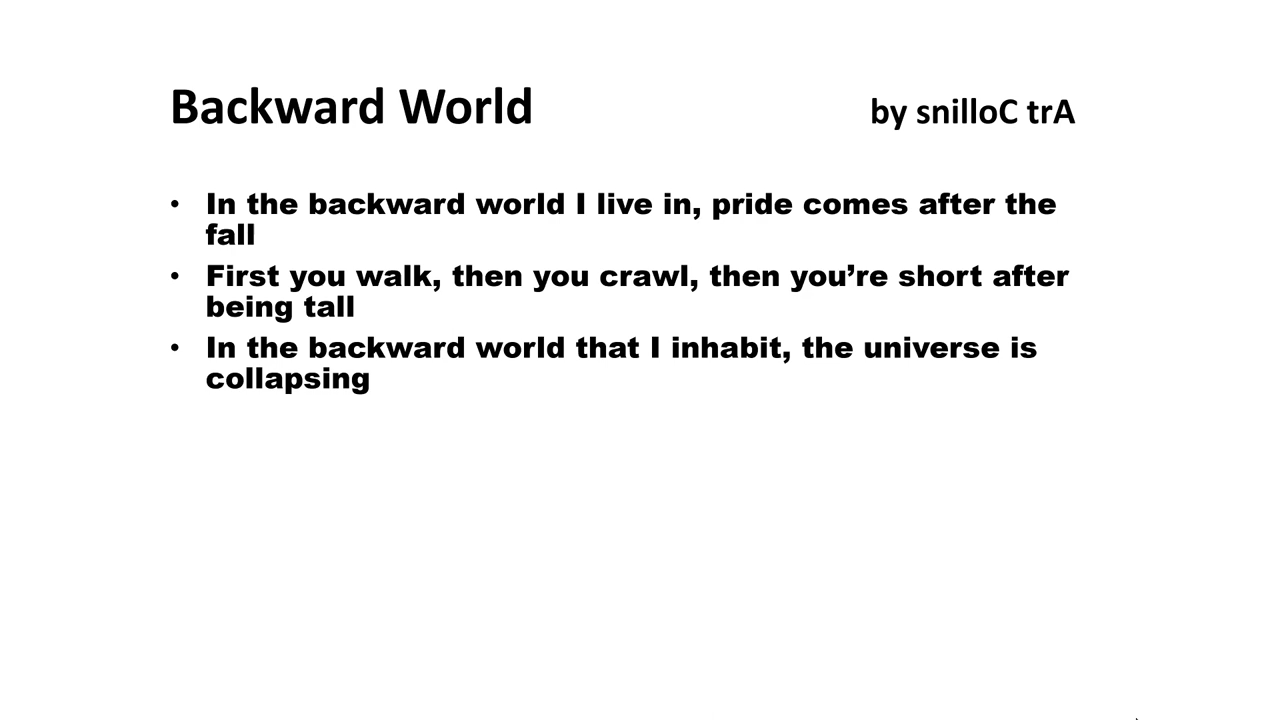 Backward World by snilloC trA
• In the backward world I live in, pride comes after the
fall
• First you walk, then you crawl, then you’re short after
being tall
• In the backward world that I inhabit, the universe is
collapsing